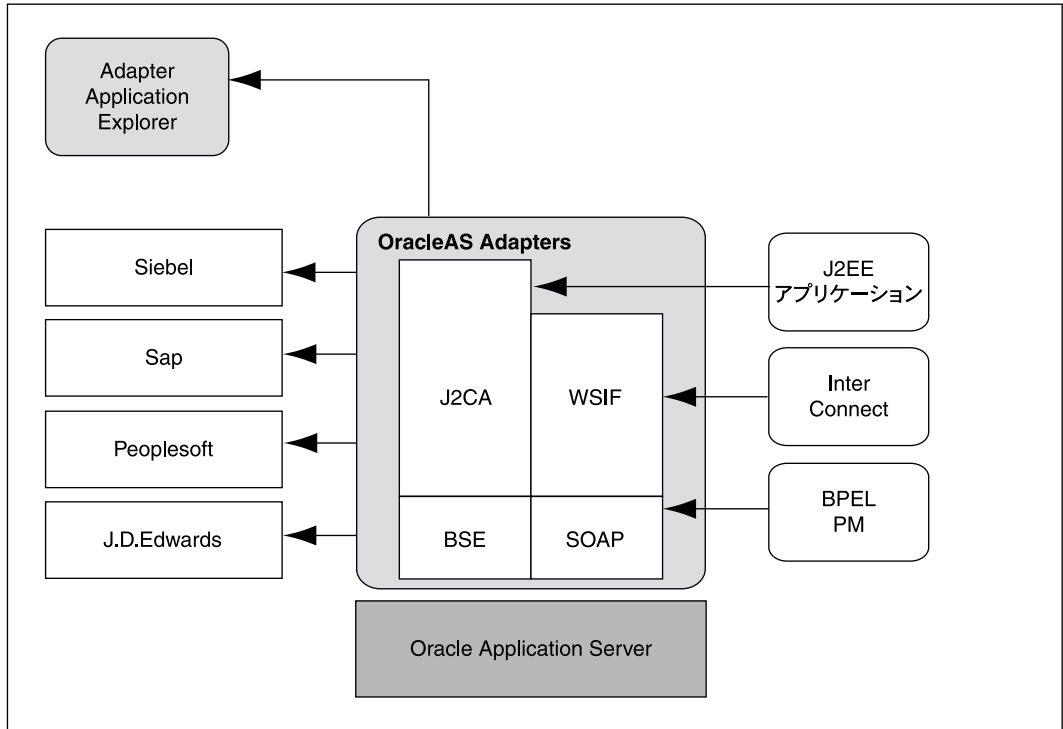 Adapter
Application
Explorer
OracleAS Adapters
Siebel
Sap
Peoplesoft
J.D.Edwards
J2CA
WSIF
BSE
SOAP
J2EE
アプリケーション
Inter
Connect
BPEL
PM
Oracle Application Server